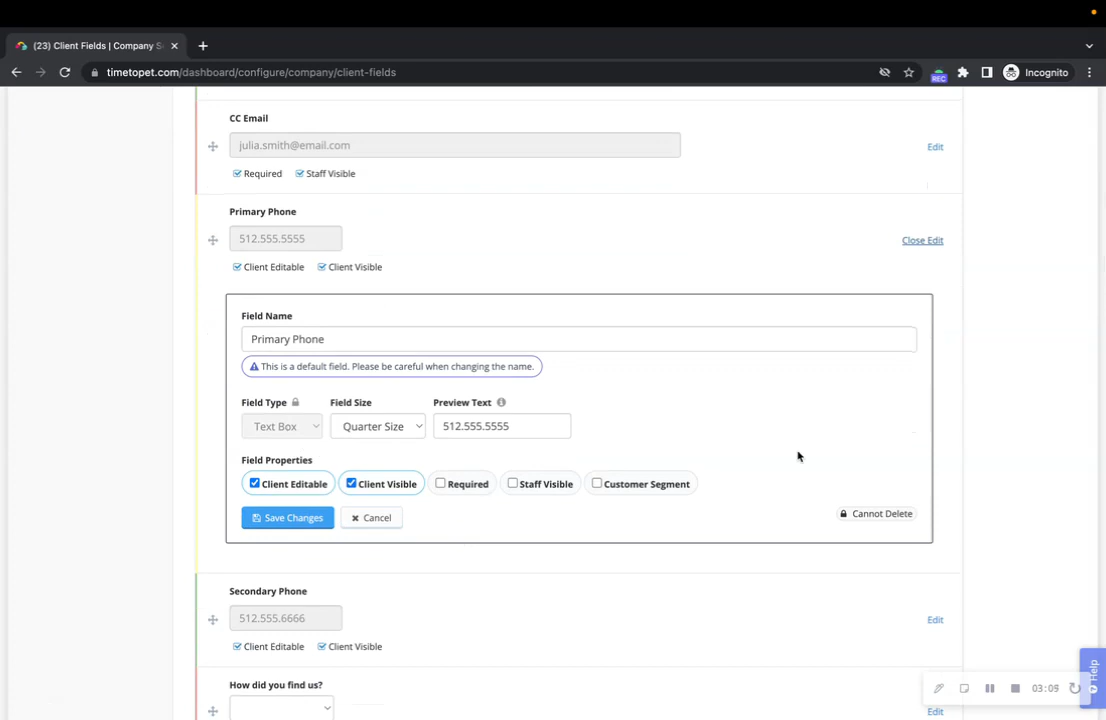 (23) Client Fields | Company S
timetopet.com/dashboard/configure/company/client-fields
REC
Incognito
CC Email
julia.smith@email.com
Edit
Required
Staff Visible
Primary Phone
512.555.5555
Close Edit
Client Editable
Client Visible
Field Name
Primary Phone
This is a default field. Please be careful when changing the name.
Field Type
Field Size
Preview Text
Text Box
Quarter Size
512.555.5555
Field Properties
Client Editable
Client Visible
Required
Staff Visible
Customer Segment
Save Changes
Cancel
Cannot Delete
Secondary Phone
512.555.6666
Edit
Client Editable
Client Visible
Help
How did you find us?
03:09
Edit